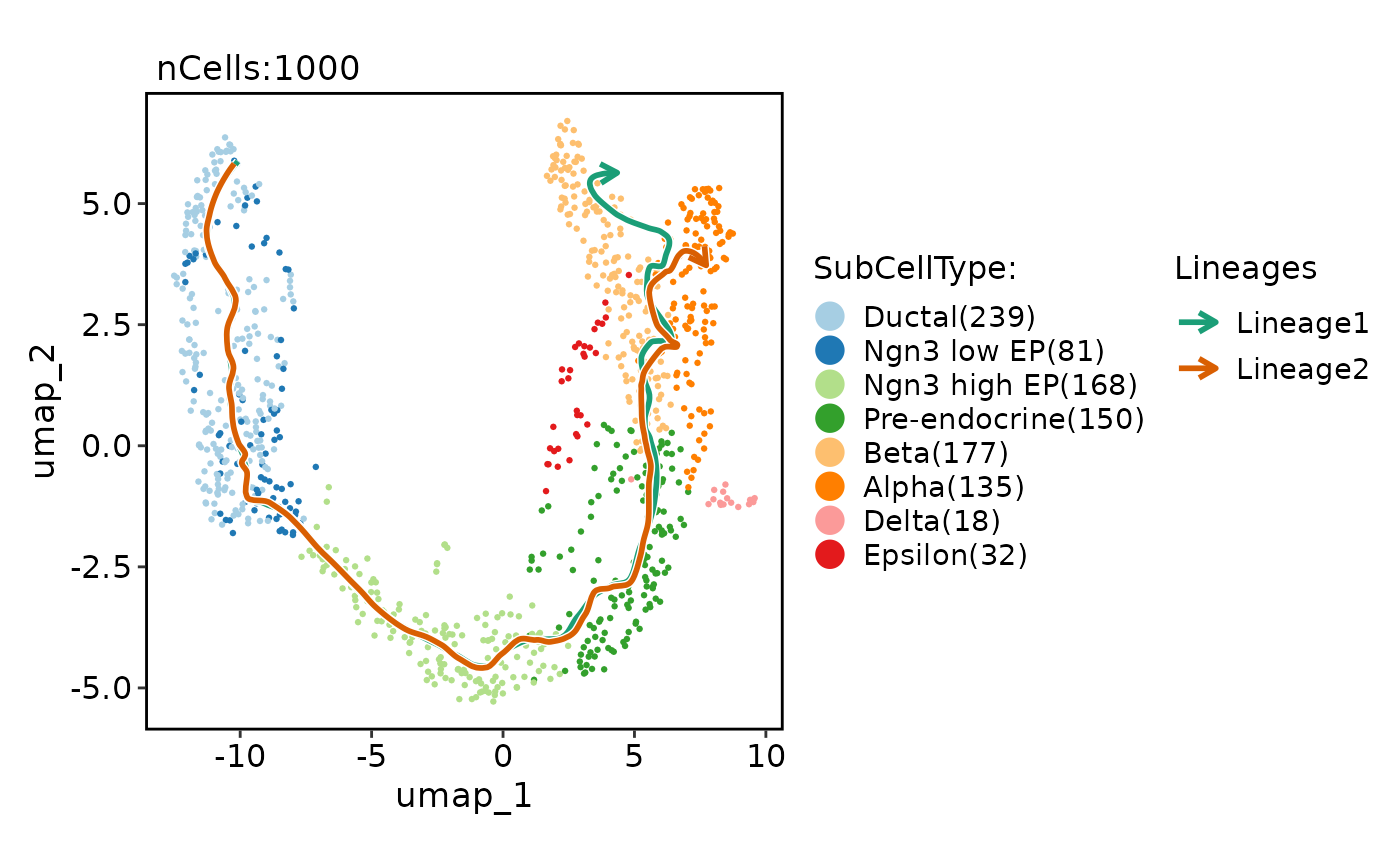 nCells:1000
5.0
2.5
0.0
-2.5
-5.0
umap_2
-10
-5
0
5
10
umap_1
SubCellType:
Ductal(239)
Ngn3 low EP(81)
Ngn3 high EP(168)
Pre-endocrine(150)
Beta(177)
Alpha(135)
Delta(18)
Epsilon(32)
Lineages
Lineage1
Lineage2